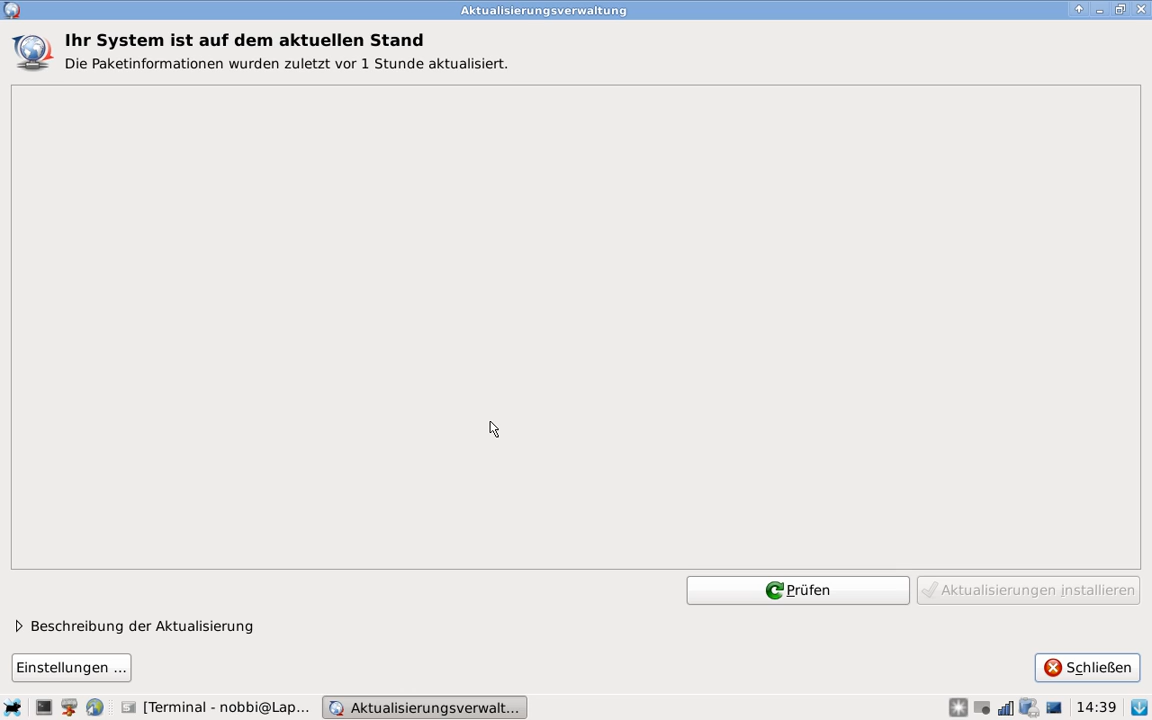 Aktualisierungsverwaltung
Ihr System ist auf dem aktuellen Stand
Die Paketinformationen wurden zuletzt vor 1 Stunde aktualisiert.
Prüfen
Aktualisierungen installieren
Beschreibung der Aktualisierung
Einstellungen ...
Schließen
[Terminal - nobbi@Lap...
Aktualisierungsverwalt...
14:39